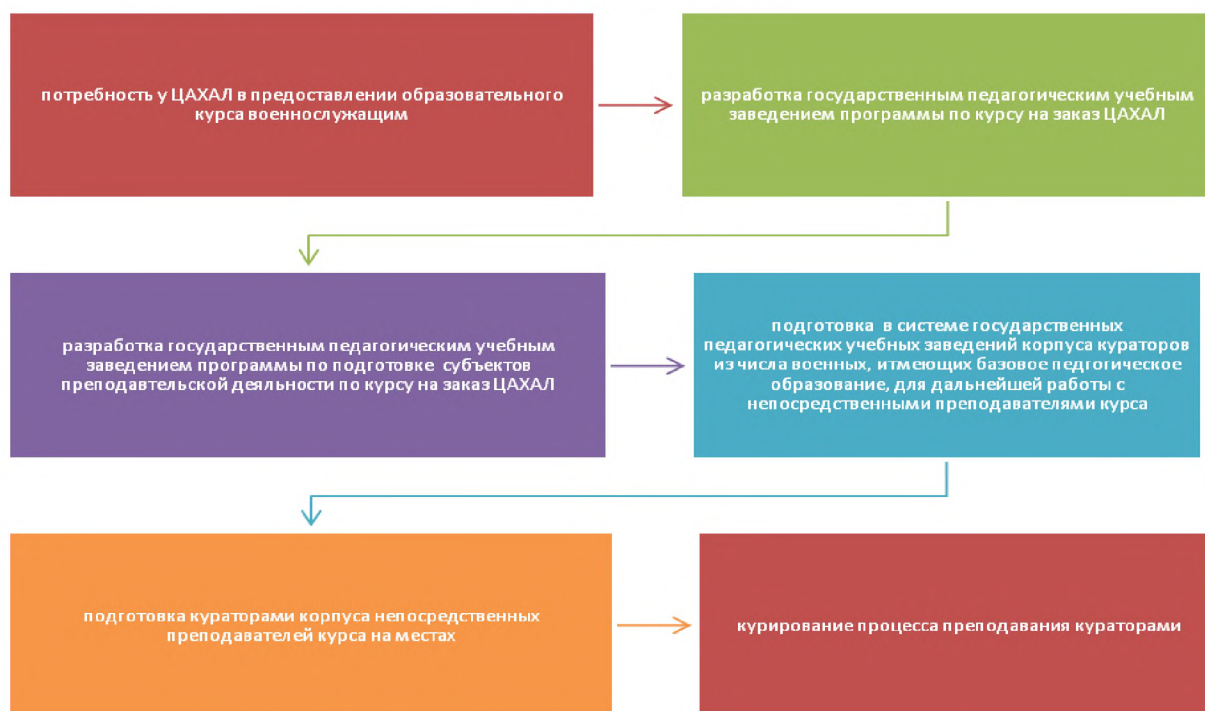 потребность у ЦАХАЛ в предоставлении образовательного
курса военнослужащим
разработка государственным педагогическим учебным
заведением программы по курсу на заказ ЦАХАЛ
разработка государственным педагогическим учебным
заведением программы по подготовке субъектов
преподавтельской деяльности по курсу на заказ ЦАХАЛ
подготовка в системе государственных
педагогических учебных заведений корпуса кураторов
из числа военных, итмеющих базовое педгогическое
образование, для дальнейшей работы с
непосредственными преподавателями курса
подготовка кураторами корпуса непосредственных
преподавателей курса на местах
курирование процесса преподавания кураторами